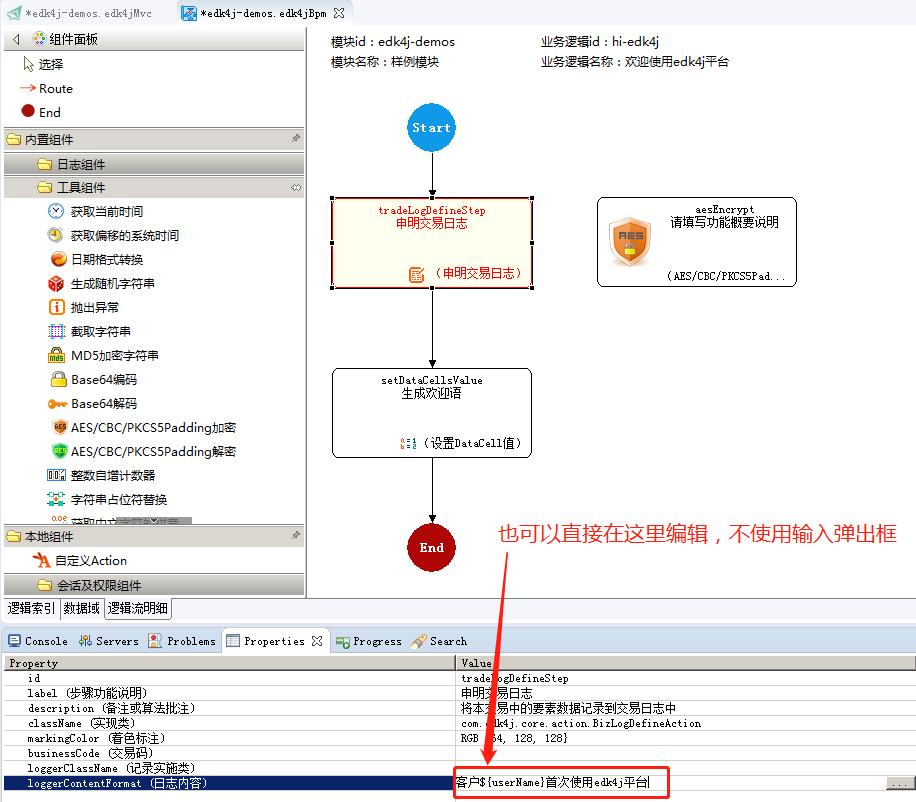 *edk4j-demos.edk4jMvc
*edk4j-demos.edk4jBpm
组件面板
选择
Route
End
内置组件
日志组件
工具组件
获取当前时间
获取偏移的系统时间
日期格式转换
生成随机字符串
抛出异常
截取字符串
MD5加密字符串
Base64编码
Base64解码
AES/CBC/PKCS5Padding加密
AES/CBC/PKCS5Padding解密
整数自增计数器
字符串占位符替换
本地组件
自定义Action
会话及权限组件
模块id：edk4j-demos
业务逻辑id：hi-edk4j
模块名称：样例模块
业务逻辑名称：欢迎使用edk4j平台
Start
tradeLogDefineStep
申明交易日志
（申明交易日志）
aesEncrypt
请填写功能概要说明
AES
（AES/CBC/PKCS5Pad...
setDataCellsValue
生成欢迎语
（设置DataCell值）
End
也可以直接在这里编辑，不使用输入弹出框
逻辑索引 数据域 逻辑流明细
Console Servers Problems Properties Progress Search
Property Value
id tradeLogDefineStep
label（步骤功能说明） 申明交易日志
description（备注或算法批注） 将本交易中的要素数据记录到交易日志中
className（实现类） com.edk4j.core.action.BizLogDefineAction
markingColor（着色标注） RGB 64, 128, 128}
businessCode（交易码）
loggerClassName（记录实施类）
loggerContentFormat（日志内容） 客户${userName}首次使用edk4j平台
...